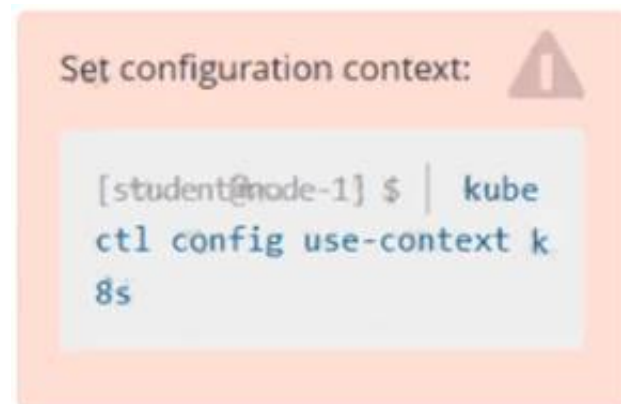 Set configuration context:
[student@node-1] $ | kube
ctl config use-context k
8s